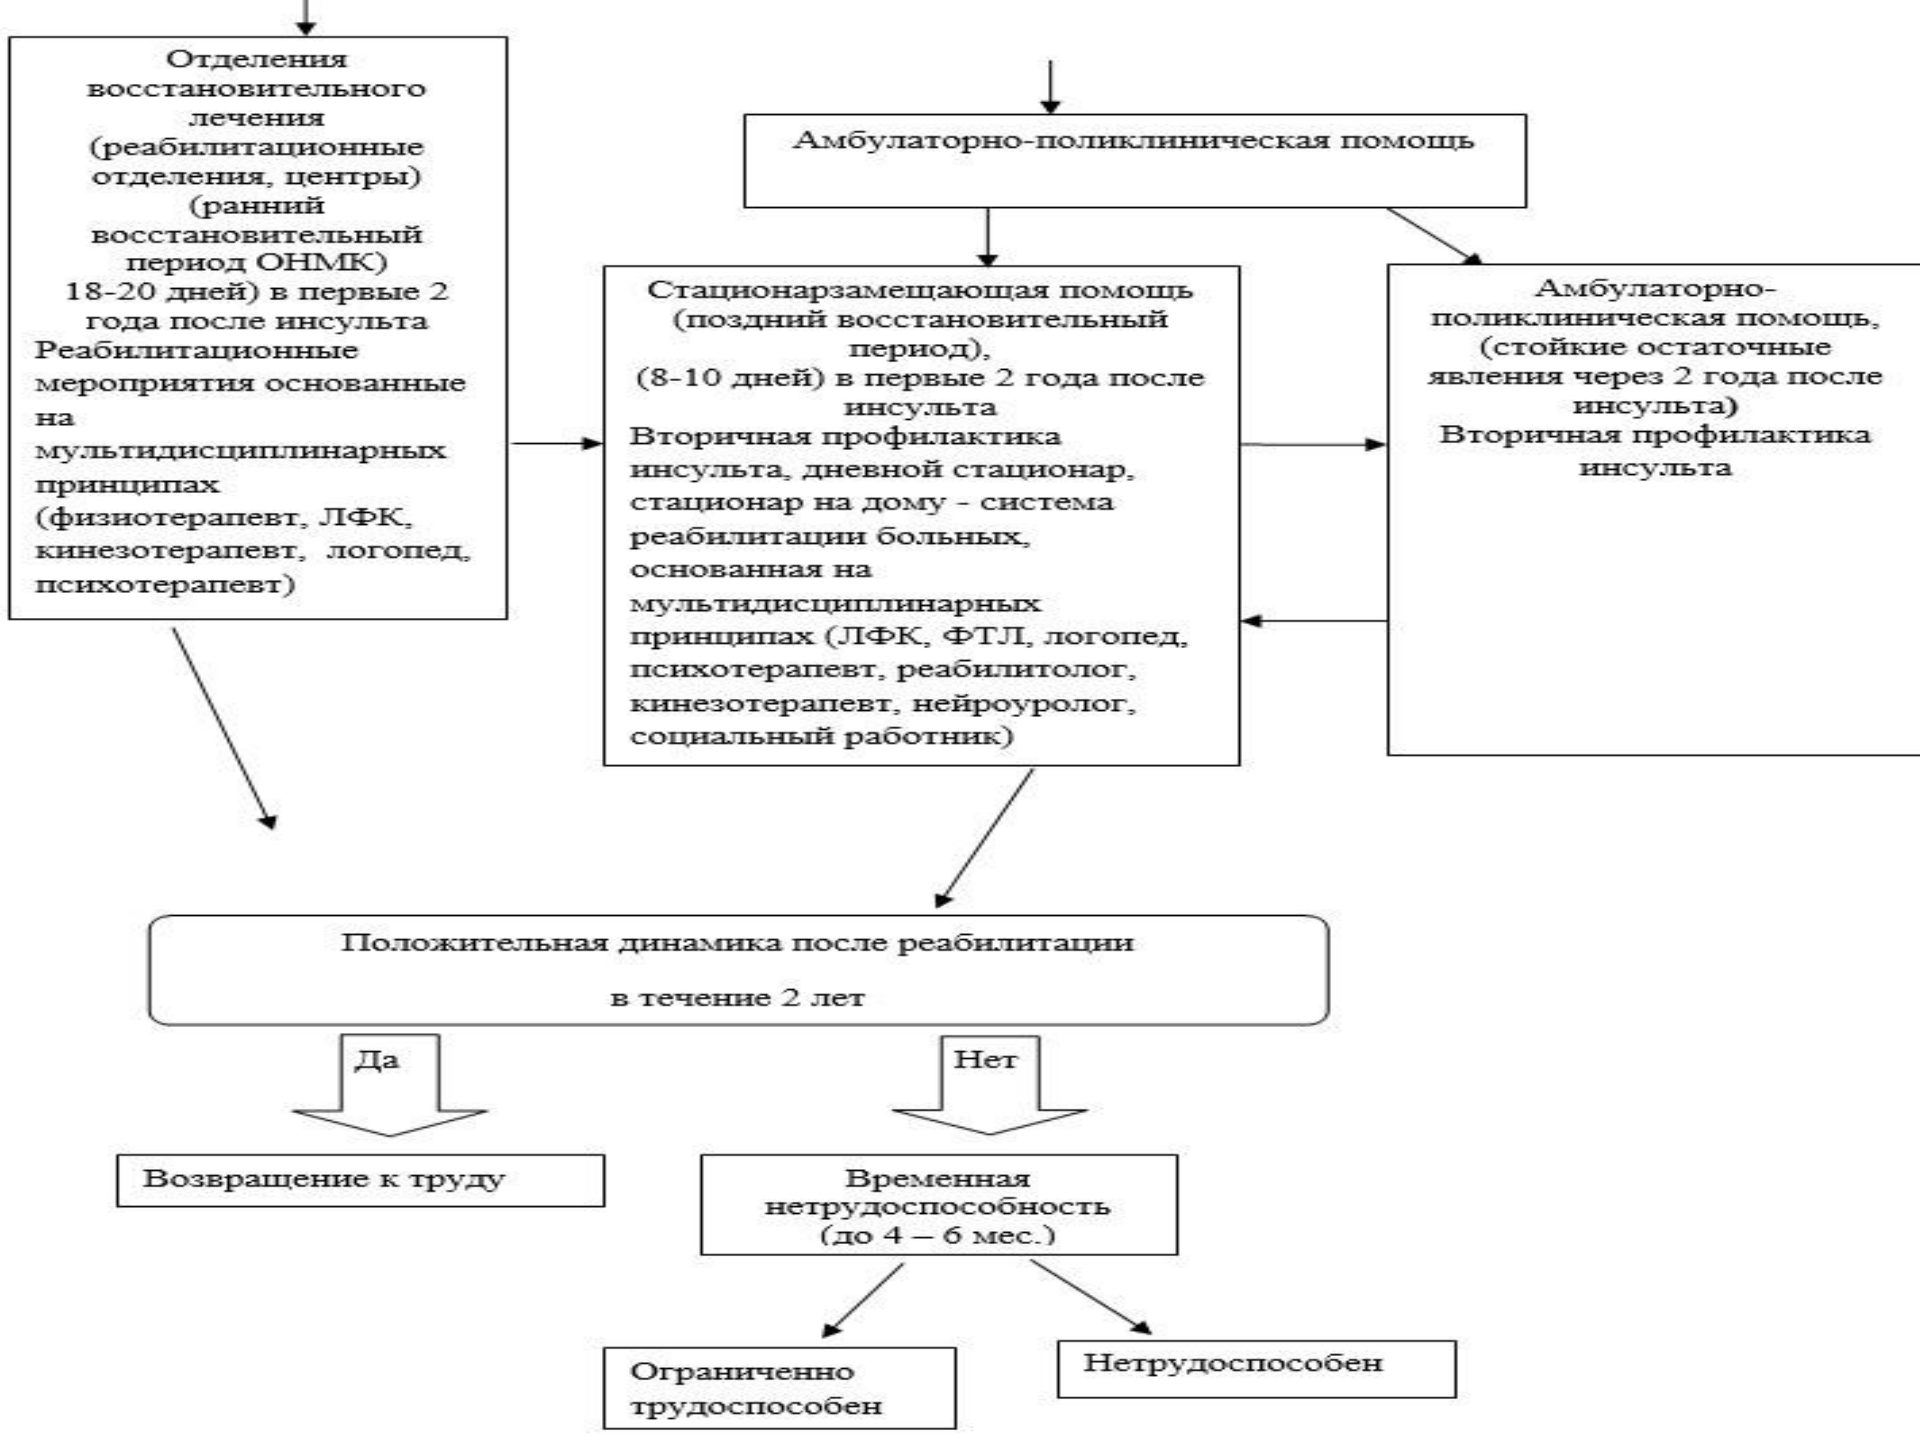 Отделения
восстановительного
лечения
(реабилитационные
отделения, центры)
(ранний
восстановительный
период ОНМК)
18-20 дней) в первые 2
года после инсульта
Реабилитационные
мероприятия основанные
на
мультидисциплинарных
принципах
(физиотерапевт, ЛФК,
кинезотерапевт, логопед,
психотерапевт)
Амбулаторно-поликлиническая помощь
Стационарзамещающая помощь
(поздний восстановительный
период),
(8-10 дней) в первые 2 года после
инсульта
Вторичная профилактика
инсульта, дневной стационар,
стационар на дому - система
реабилитации больных,
основанная на
мультидисциплинарных
принципах (ЛФК, ФТЛ, логопед,
психотерапевт, реабилитолог,
кинезотерапевт, нейроуролог,
социальный работник)
Амбулаторно-
поликлиническая помощь,
(стойкие остаточные
явления через 2 года после
инсульта)
Вторичная профилактика
инсульта
Положительная динамика после реабилитации
в течение 2 лет
Да
Нет
Возвращение к труду
Временная
нетрудоспособность
(до 4 – 6 мес.)
Ограниченно
трудоспособен
Нетрудоспособен